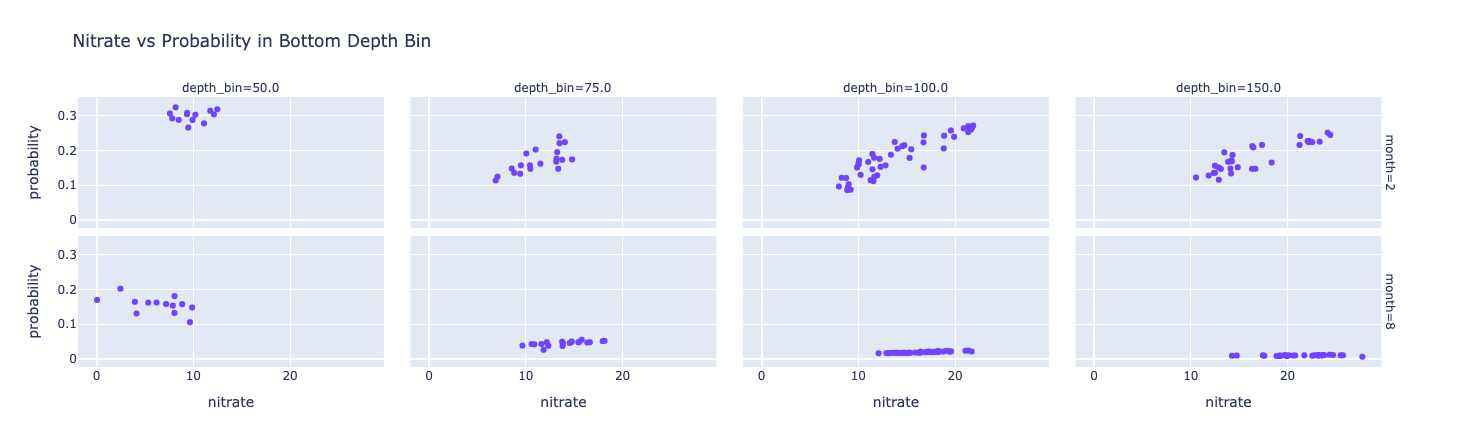 Nitrate vs Probability in Bottom Depth Bin
depth_bin=50.0
depth_bin=75.0
depth_bin=100.0
depth_bin=150.0
probability
0.3
0.2
0.1
0
month=2
probability
0.3
0.2
0.1
0
month=8
0
10
20
0
10
20
0
10
20
0
10
20
nitrate
nitrate
nitrate
nitrate